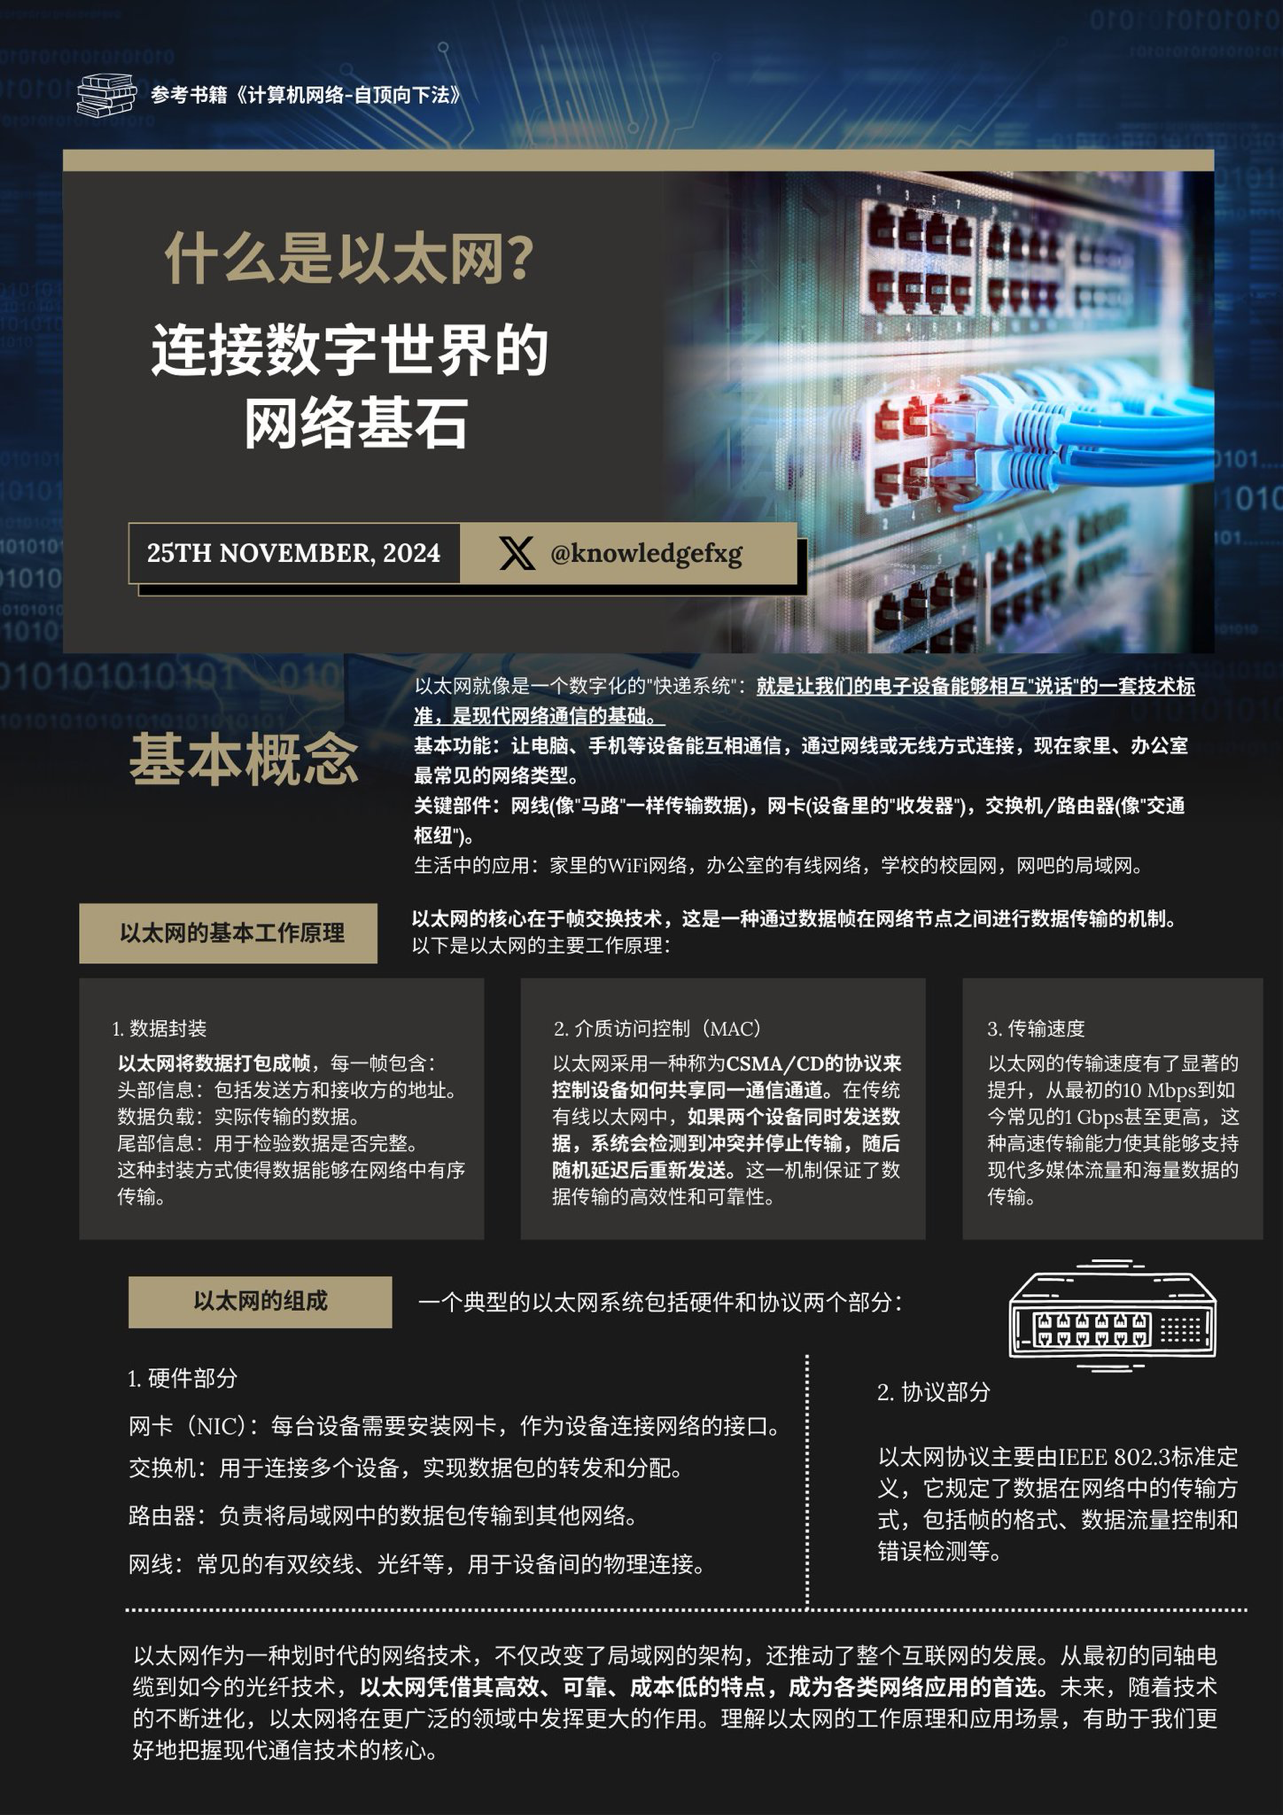 参考书籍《计算机网络-自顶向下法》
什么是以太网？
连接数字世界的
网络基石
25TH NOVEMBER, 2024
@knowledgefxg
基本概念
以太网就像是一个数字化的"快递系统"：就是让我们的电子设备能够相互"说话"的一套技术标
准，是现代网络通信的基础。
基本功能：让电脑、手机等设备能互相通信，通过网线或无线方式连接，现在家里、办公室
最常见的网络类型。
关键部件：网线(像"马路"一样传输数据)，网卡(设备里的"收发器")，交换机/路由器(像"交通
枢纽")。
生活中的应用：家里的WiFi网络，办公室的有线网络，学校的校园网，网吧的局域网。
以太网的基本工作原理
以太网的核心在于帧交换技术，这是一种通过数据帧在网络节点之间进行数据传输的机制。
以下是以太网的主要工作原理：
1. 数据封装
以太网将数据打包成帧，每一帧包含：
头部信息：包括发送方和接收方的地址。
数据负载：实际传输的数据。
尾部信息：用于检验数据是否完整。
这种封装方式使得数据能够在网络中有序
传输。
2. 介质访问控制（MAC）
以太网采用一种称为CSMA/CD的协议来
控制设备如何共享同一通信通道。在传统
有线以太网中，如果两个设备同时发送数
据，系统会检测到冲突并停止传输，随后
随机延迟后重新发送。这一机制保证了数
据传输的高效性和可靠性。
3. 传输速度
以太网的传输速度有了显著的
提升，从最初的10 Mbps到如
今常见的1 Gbps甚至更高，这
种高速传输能力使其能够支持
现代多媒体流量和海量数据的
传输。
以太网的组成
一个典型的以太网系统包括硬件和协议两个部分：
1. 硬件部分
网卡（NIC）：每台设备需要安装网卡，作为设备连接网络的接口。
交换机：用于连接多个设备，实现数据包的转发和分配。
路由器：负责将局域网中的数据包传输到其他网络。
网线：常见的有双绞线、光纤等，用于设备间的物理连接。
2. 协议部分
以太网协议主要由IEEE 802.3标准定
义，它规定了数据在网络中的传输方
式，包括帧的格式、数据流量控制和
错误检测等。
以太网作为一种划时代的网络技术，不仅改变了局域网的架构，还推动了整个互联网的发展。从最初的同轴电
缆到如今的光纤技术，以太网凭借其高效、可靠、成本低的特点，成为各类网络应用的首选。未来，随着技术
的不断进化，以太网将在更广泛的领域中发挥更大的作用。理解以太网的工作原理和应用场景，有助于我们更
好地把握现代通信技术的核心。